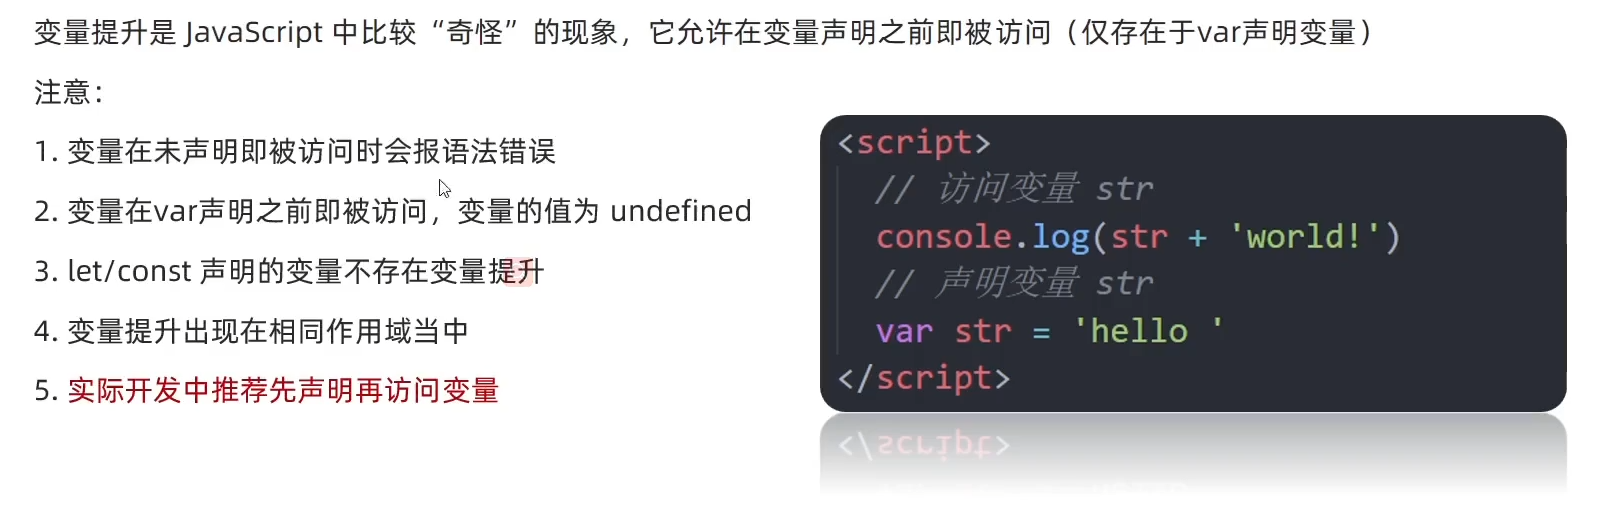 变量提升是 JavaScript 中比较“奇怪”的现象，它允许在变量声明之前即被访问（仅存在于var声明变量）
注意：
1. 变量在未声明即被访问时会报语法错误
2. 变量在var声明之前即被访问，变量的值为 undefined
3. let/const 声明的变量不存在变量提升
4. 变量提升出现在相同作用域当中
5. 实际开发中推荐先声明再访问变量
<script>
// 访问变量 str
console.log(str + 'world!')
// 声明变量 str
var str = 'hello '
</script>